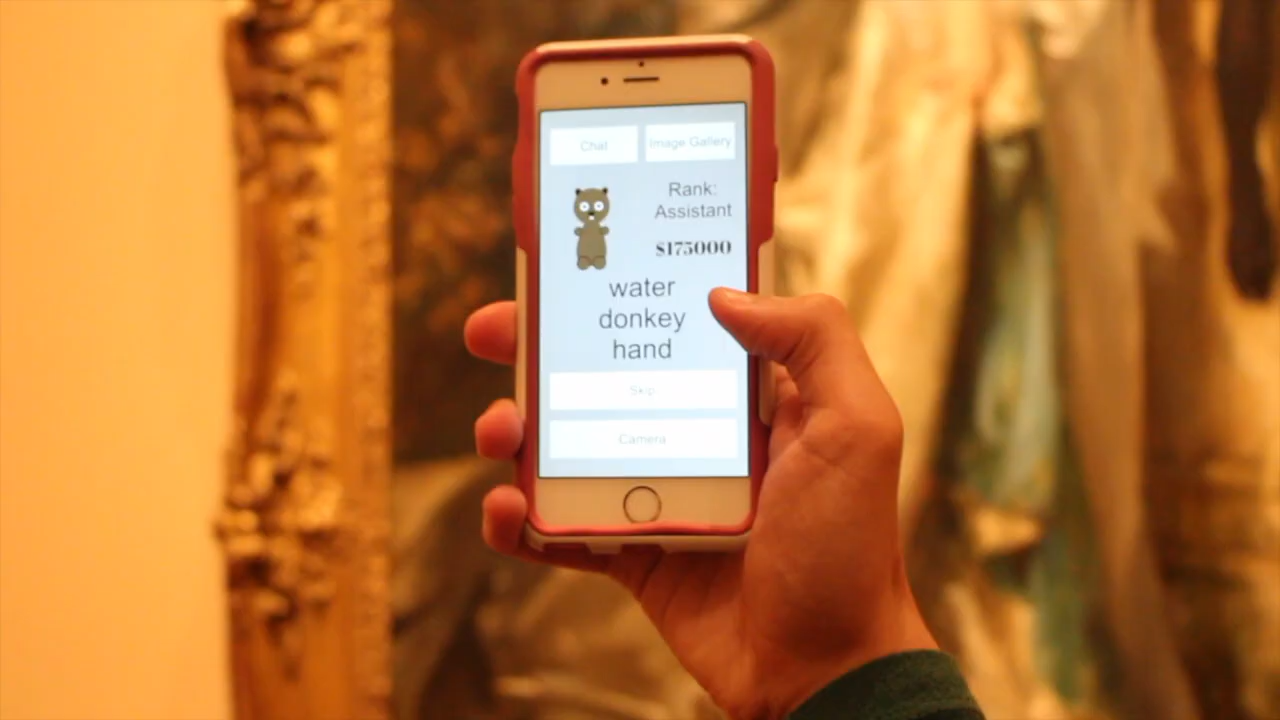 Chat
Image Gallery
Rank:
Assistant
$175000
water
donkey
hand
Skip
Camera